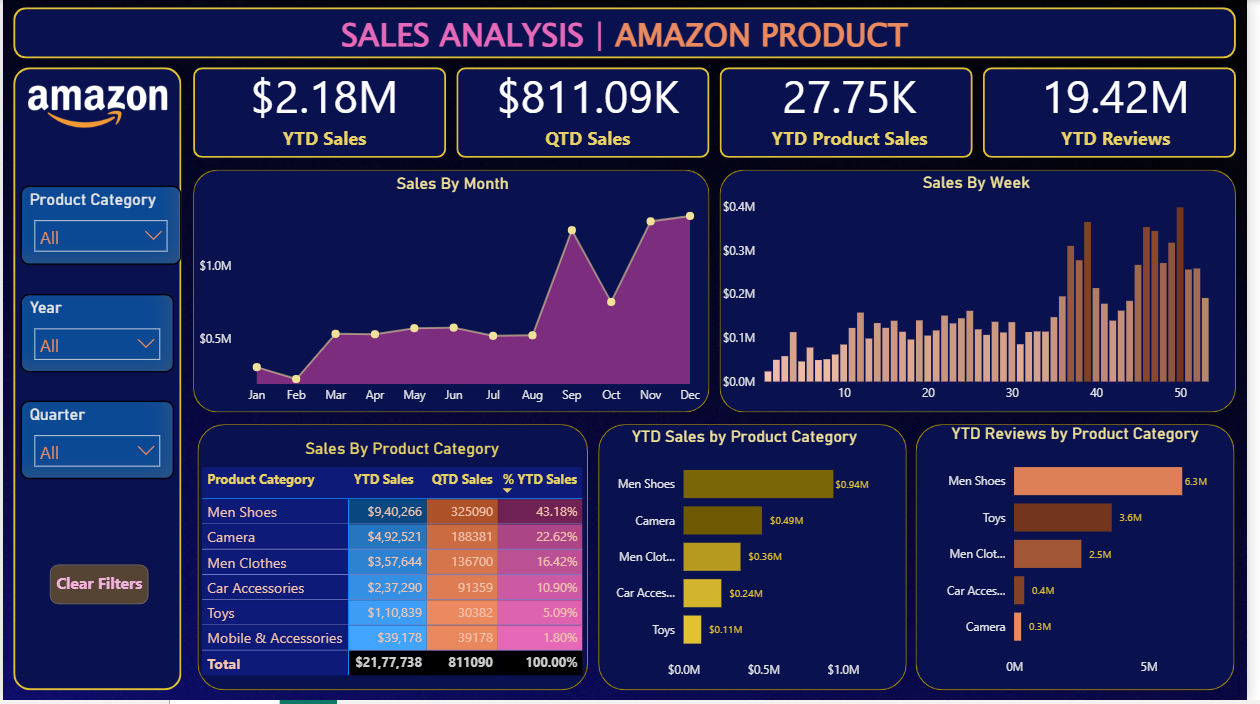 SALES ANALYSIS | AMAZON PRODUCT
amazon
$2.18M
YTD Sales
$811.09K
QTD Sales
27.75K
YTD Product Sales
19.42M
YTD Reviews
Product Category
All
Year
All
Quarter
All
Clear Filters
Sales By Month
$1.0M
$0.5M
Jan Feb Mar Apr May Jun Jul Aug Sep Oct Nov Dec
Sales By Week
$0.4M
$0.3M
$0.2M
$0.1M
$0.0M
10 20 30 40 50
Sales By Product Category
Product Category YTD Sales QTD Sales % YTD Sales
Men Shoes $9,40,266 325090 43.18%
Camera $4,92,521 188381 22.62%
Men Clothes $3,57,644 136700 16.42%
Car Accessories $2,37,290 91359 10.90%
Toys $1,10,839 30382 5.09%
Mobile & Accessories $39,178 39178 1.80%
Total $21,77,738 811090 100.00%
YTD Sales by Product Category
Men Shoes $0.94M
Camera $0.49M
Men Clot... $0.36M
Car Acces... $0.24M
Toys $0.11M
$0.0M $0.5M $1.0M
YTD Reviews by Product Category
Men Shoes 6.3M
Toys 3.6M
Men Clot... 2.5M
Car Acces... 0.4M
Camera 0.3M
0M 5M